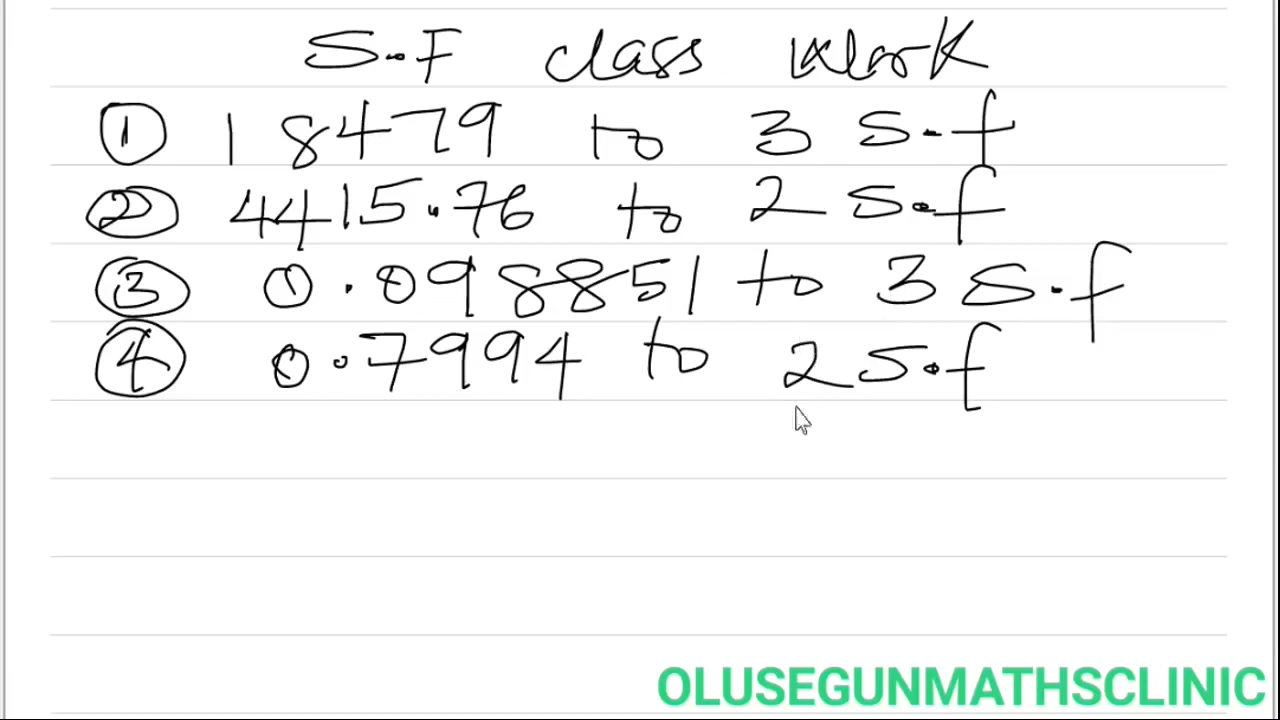 S.F class work
① 18479 to 3 s.f
② 4415.76 to 2 s.f
③ 0.098851 to 3 s.f
④ 0.7994 to 2 s.f
OLUSEGUNMATHSCLINIC